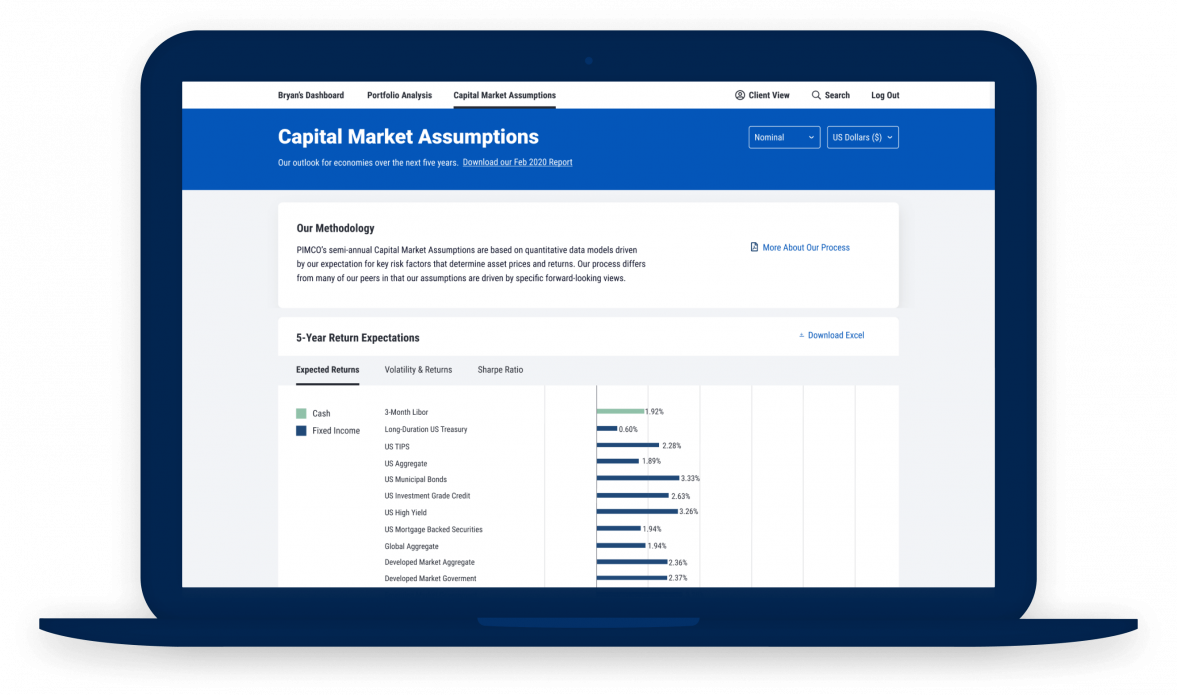 Bryan's Dashboard Portfolio Analysis Capital Market Assumptions Client View Search Log Out
Capital Market Assumptions
Nominal US Dollars ($)
Our outlook for economies over the next five years. Download our Feb 2020 Report
Our Methodology
PIMCO's semi-annual Capital Market Assumptions are based on quantitative data models driven
by our expectation for key risk factors that determine asset prices and returns. Our process differs
from many of our peers in that our assumptions are driven by specific forward-looking views.
More About Our Process
5-Year Return Expectations Download Excel
Expected Returns Volatility & Returns Sharpe Ratio
Cash
Fixed Income
3-Month Libor 1.92%
Long-Duration US Treasury 0.60%
US TIPS 2.28%
US Aggregate 1.89%
US Municipal Bonds 3.33%
US Investment Grade Credit 2.63%
US High Yield 3.26%
US Mortgage Backed Securities 1.94%
Global Aggregate 1.94%
Developed Market Aggregate 2.36%
Developed Market Goverment 2.37%